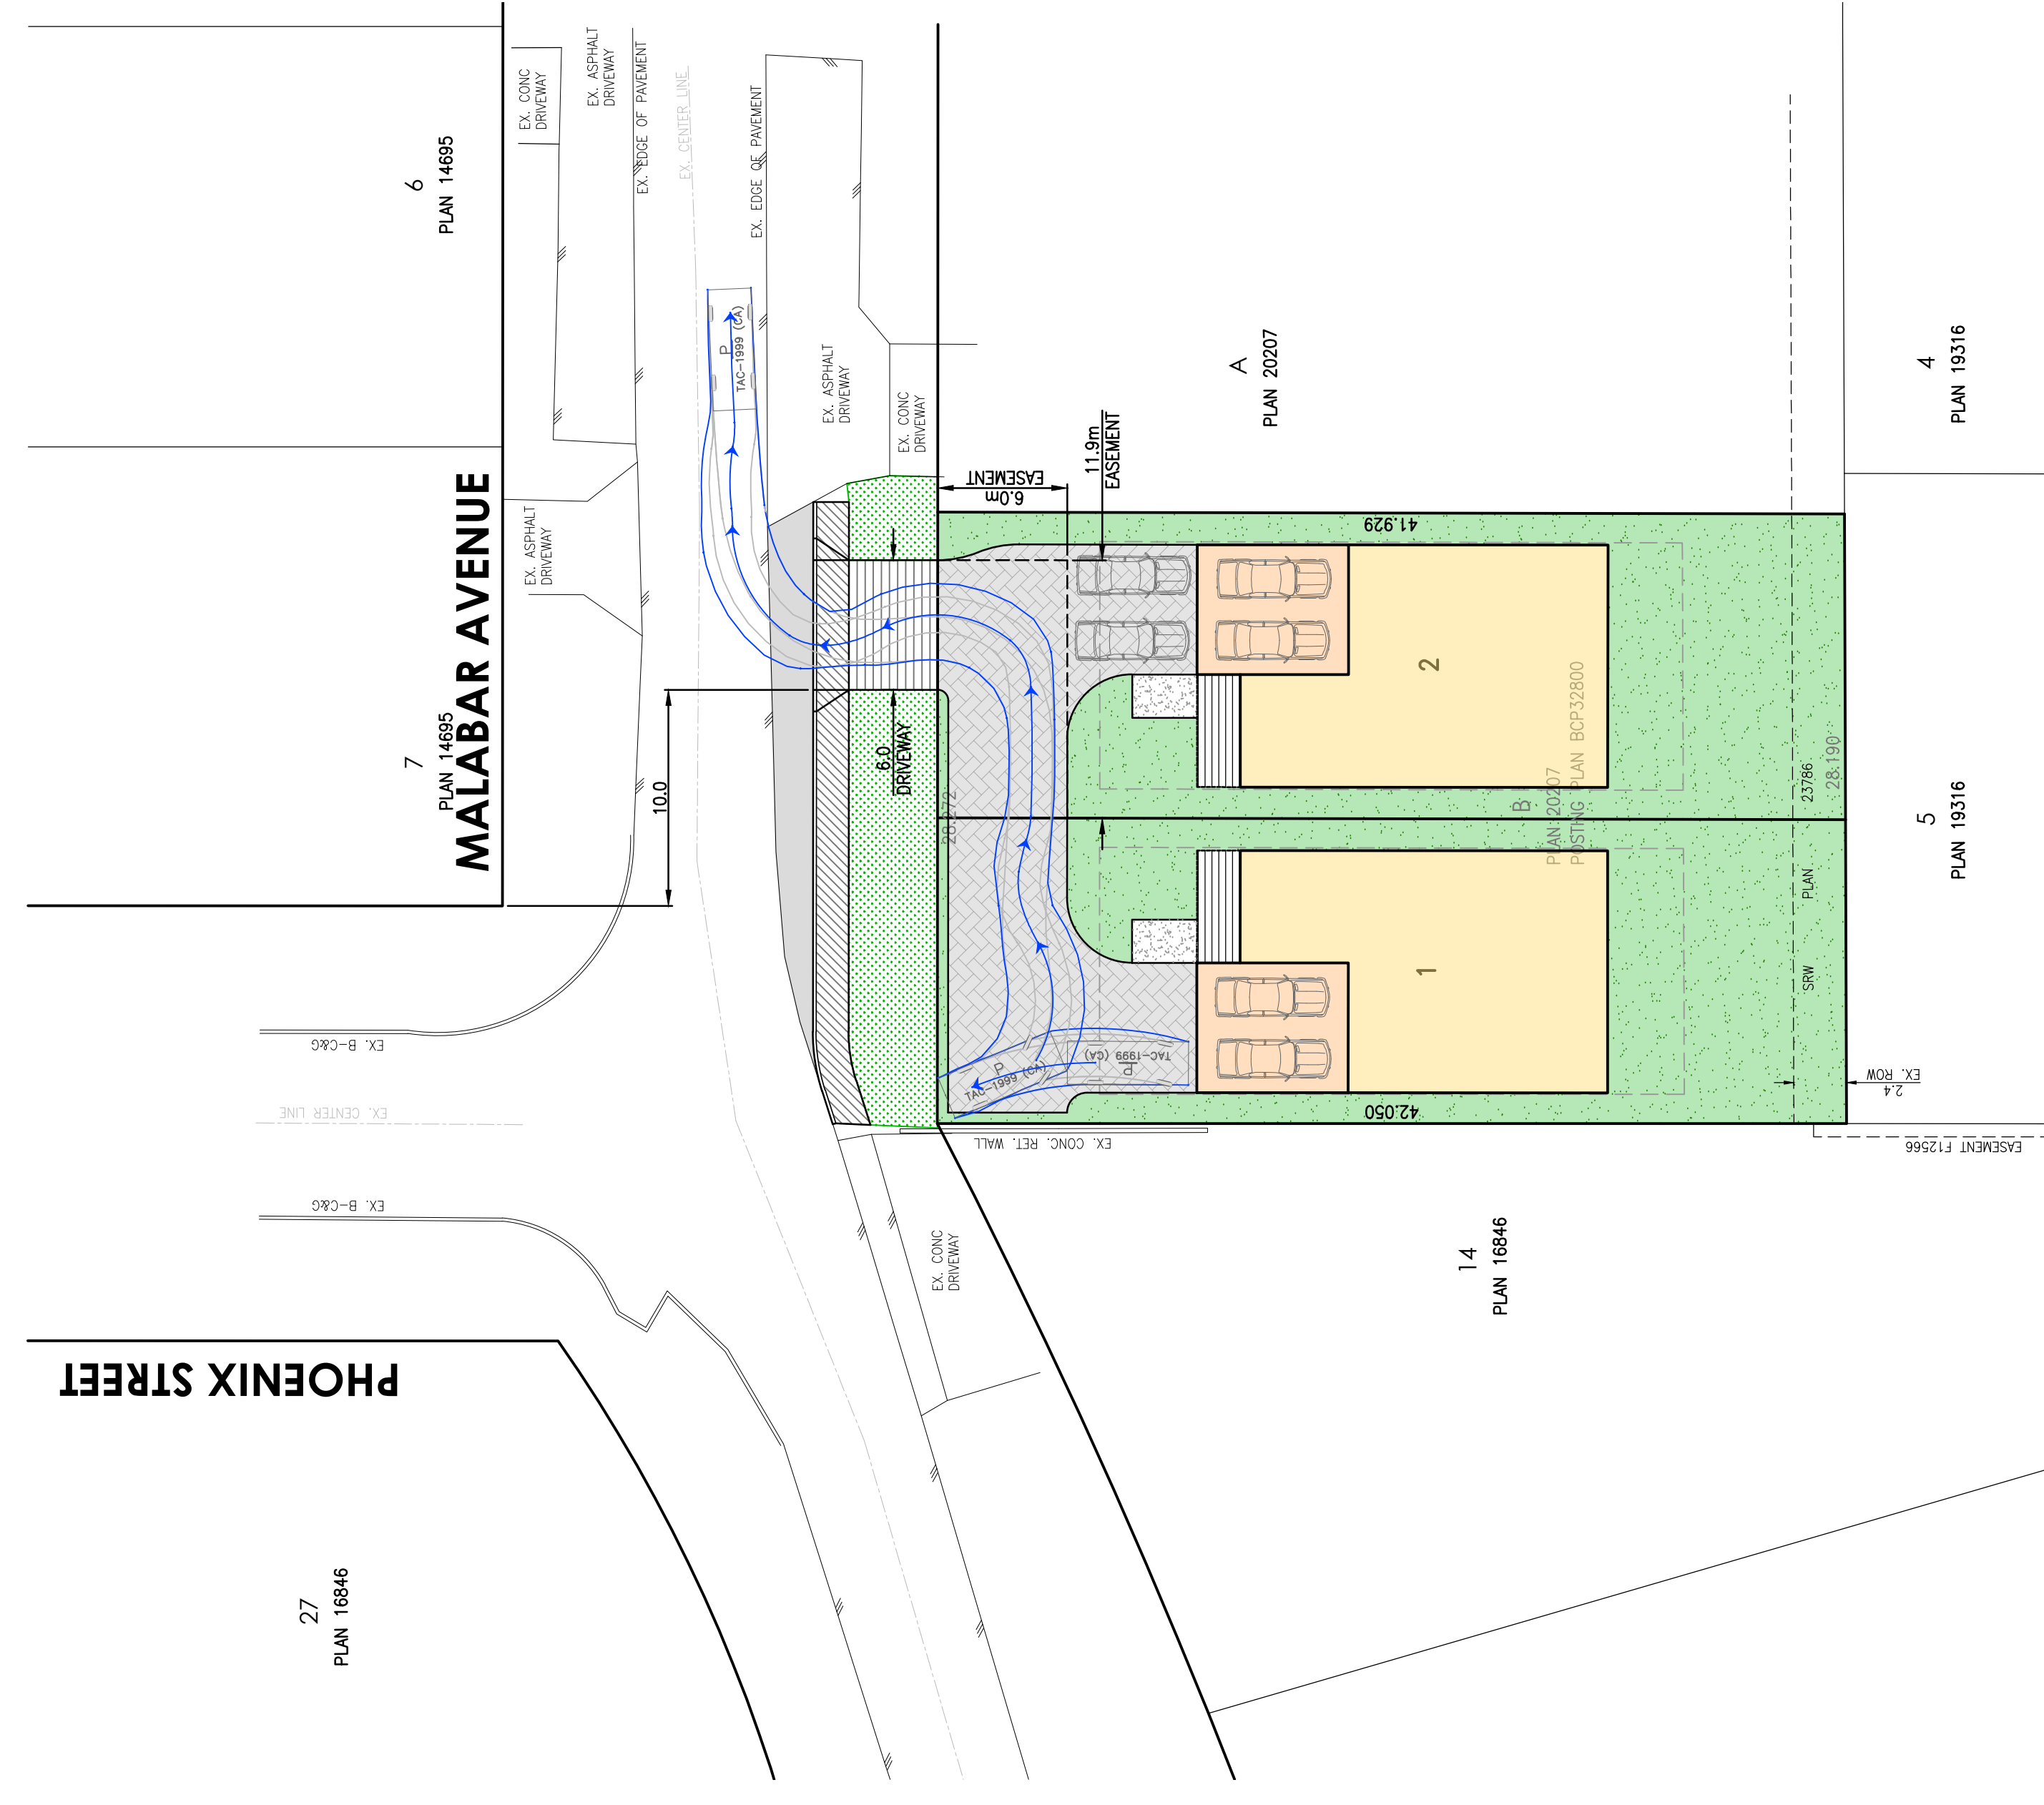 6
PLAN 14695
EX. CONC
DRIVEWAY
EX. ASPHALT
DRIVEWAY
EX. EDGE OF PAVEMENT
EX. CENTER LINE
EX. EDGE OF PAVEMENT
7
PLAN 14695
MALABAR AVENUE
EX. ASPHALT
DRIVEWAY
P
TAC-1999 (CA)
EX. ASPHALT
DRIVEWAY
EX. CONC
DRIVEWAY
6.0m
EASEMENT
11.9m
EASEMENT
A
PLAN 20207
4
PLAN 19316
41.929
10.0
6.0
DRIVEWAY
28.272
2
B
PLAN 20207
POSTING PLAN BCP32800
28.190
SRW PLAN 23786
5
PLAN 19316
1
P
TAC-1999 (CA)
P
TAC-1999 (CA)
42.050
2.4
EX. ROW
EASEMENT F12566
EX. CONC. RET. WALL
EX. B-C&G
EX. CENTER LINE
EX. B-C&G
EX. CONC
DRIVEWAY
14
PLAN 16846
PHOENIX STREET
27
PLAN 16846